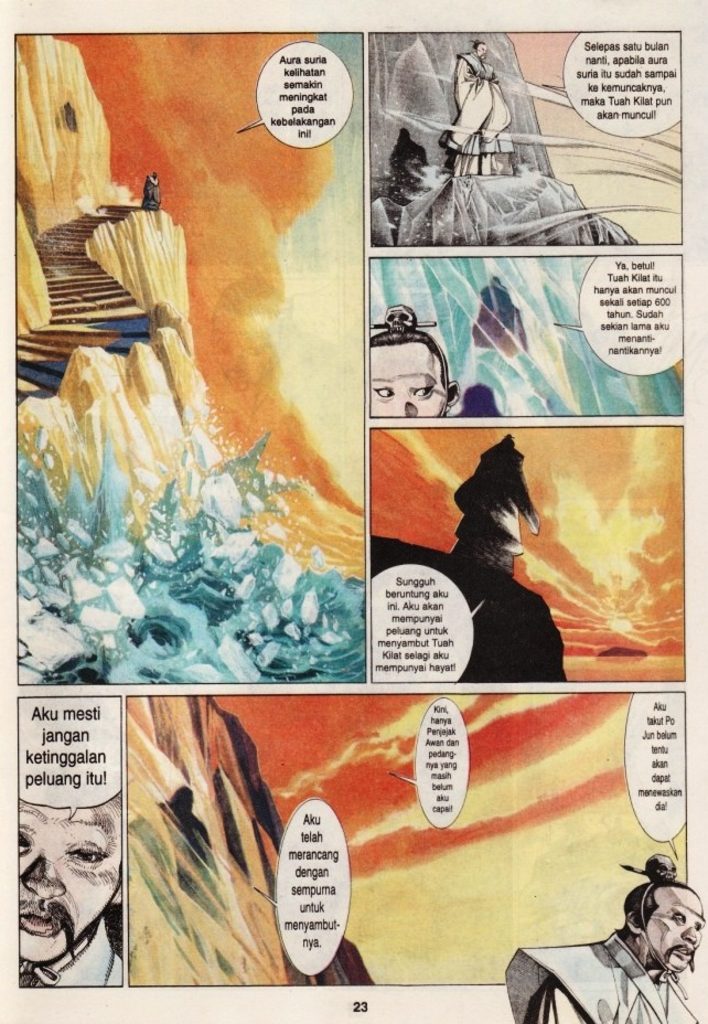 Aura suria
kelihatan
semakin
meningkat
pada
kebelakangan
ini!
Selepas satu bulan
nanti, apabila aura
suria itu sudah sampai
ke kemuncaknya,
maka Tuah Kilat pun
akan muncul!
Ya, betul!
Tuah Kilat itu
hanya akan muncul
sekali setiap 600
tahun. Sudah
sekian lama aku
menanti-
nantikannya!
Sungguh
beruntung aku
ini. Aku akan
mempunyai
peluang untuk
menyambut Tuah
Kilat selagi aku
mempunyai hayat!
Aku mesti
jangan
ketinggalan
peluang itu!
Aku
telah
merancang
dengan
sempurna
untuk
menyambut-
nya.
Kini,
hanya
Penjejak
Awan dan
pedang-
nya yang
masih
belum
aku
capai!
Aku
takut Po
Jun belum
tentu
akan
dapat
menewaskan
dia!
23